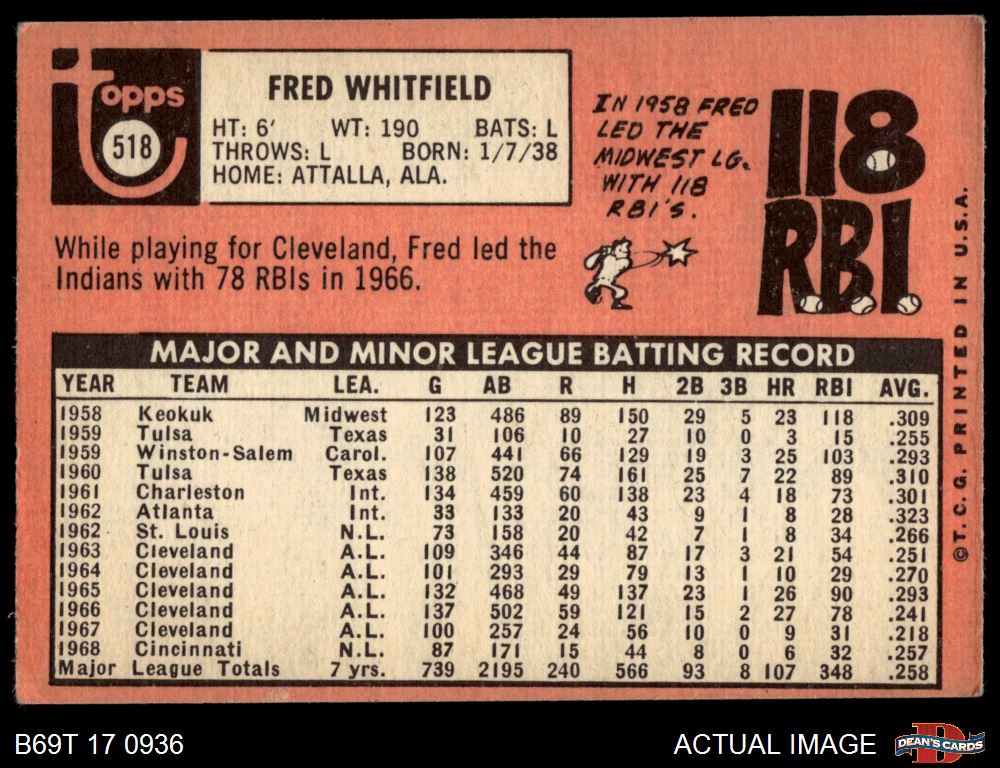 Topps
518
FRED WHITFIELD
HT: 6' WT: 190 BATS: L
THROWS: L BORN: 1/7/38
HOME: ATTALLA, ALA.
While playing for Cleveland, Fred led the
Indians with 78 RBIs in 1966.
IN 1958 FRED
LED THE
MIDWEST LG.
WITH 118
RBI'S.
118
RBI.
MAJOR AND MINOR LEAGUE BATTING RECORD
YEAR TEAM LEA. G AB R H 2B 3B HR RBI AVG.
1958 Keokuk Midwest 123 486 89 150 29 5 23 118 .309
1959 Tulsa Texas 31 106 10 27 10 0 3 15 .255
1959 Winston-Salem Carol. 107 441 66 129 19 3 25 103 .293
1960 Tulsa Texas 138 520 74 161 25 7 22 89 .310
1961 Charleston Int. 134 459 60 138 23 4 18 73 .301
1962 Atlanta Int. 33 133 20 43 9 1 8 28 .323
1962 St. Louis N.L. 73 158 20 42 7 1 8 34 .266
1963 Cleveland A.L. 109 346 44 87 17 3 21 54 .251
1964 Cleveland A.L. 101 293 29 79 13 1 10 29 .270
1965 Cleveland A.L. 132 468 49 137 23 1 26 90 .293
1966 Cleveland A.L. 137 502 59 121 15 2 27 78 .241
1967 Cleveland A.L. 100 257 24 56 10 0 9 31 .218
1968 Cincinnati N.L. 87 171 15 44 8 0 6 32 .257
Major League Totals 7 yrs. 739 2195 240 566 93 8 107 348 .258
©T.C.G. PRINTED IN U.S.A.
B69T 17 0936
ACTUAL IMAGE
D
DEAN'S CARDS